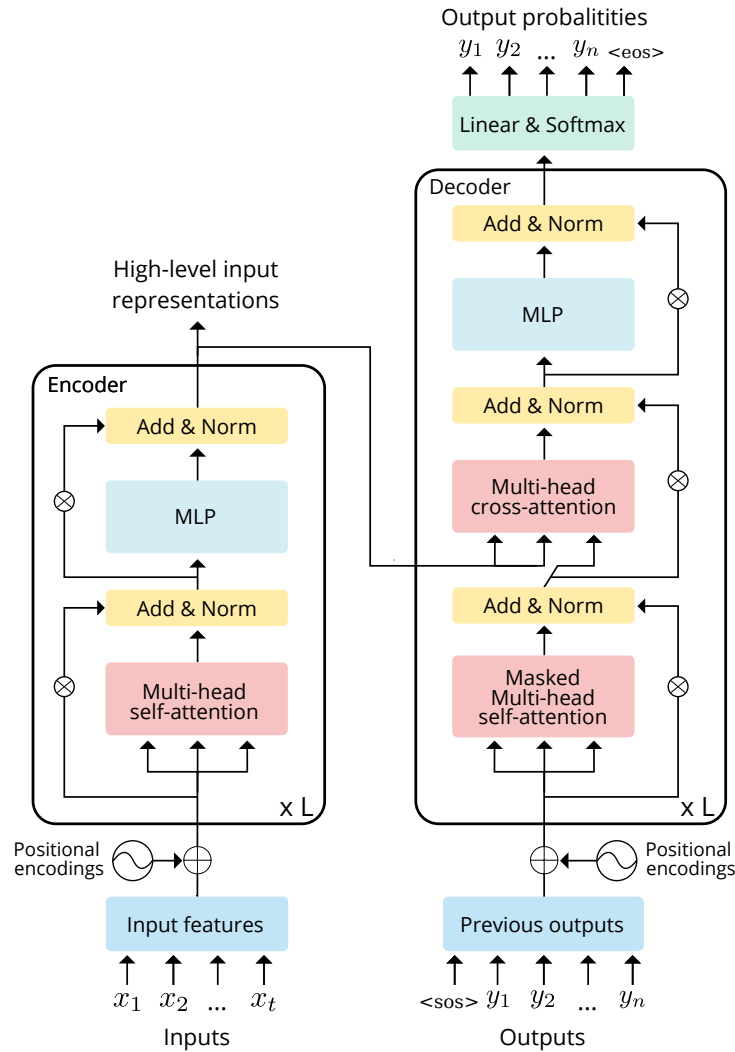 Output probalitities
y1 y2 ... yn <eos>
Linear & Softmax
Decoder
Add & Norm
MLP
Add & Norm
Multi-head
cross-attention
Add & Norm
Masked
Multi-head
self-attention
x L
Positional
encodings
Previous outputs
<sos> y1 y2 ... yn
Outputs
High-level input
representations
Encoder
Add & Norm
MLP
Add & Norm
Multi-head
self-attention
x L
Positional
encodings
Input features
x1 x2 ... xt
Inputs